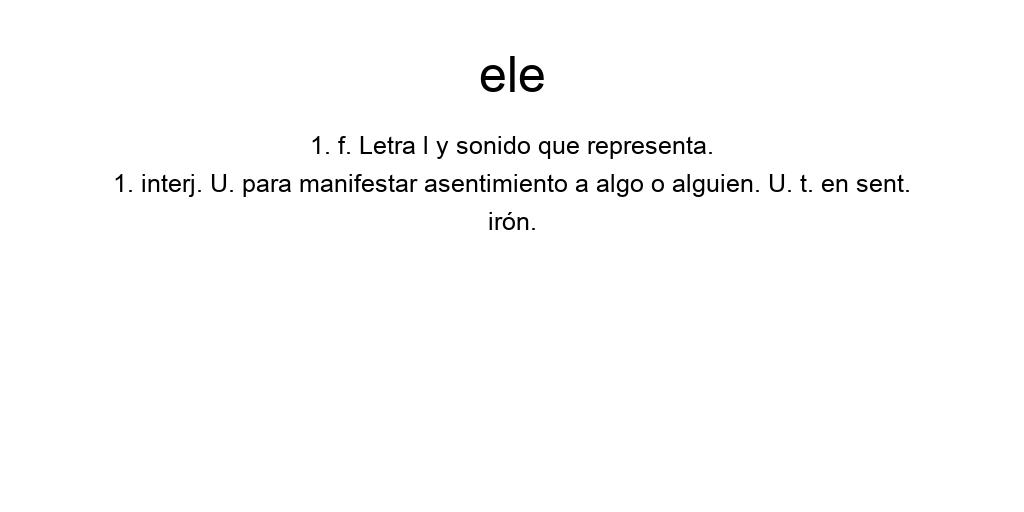 ele
1. f. Letra l y sonido que representa.
1. interj. U. para manifestar asentimiento a algo o alguien. U. t. en sent.
irón.